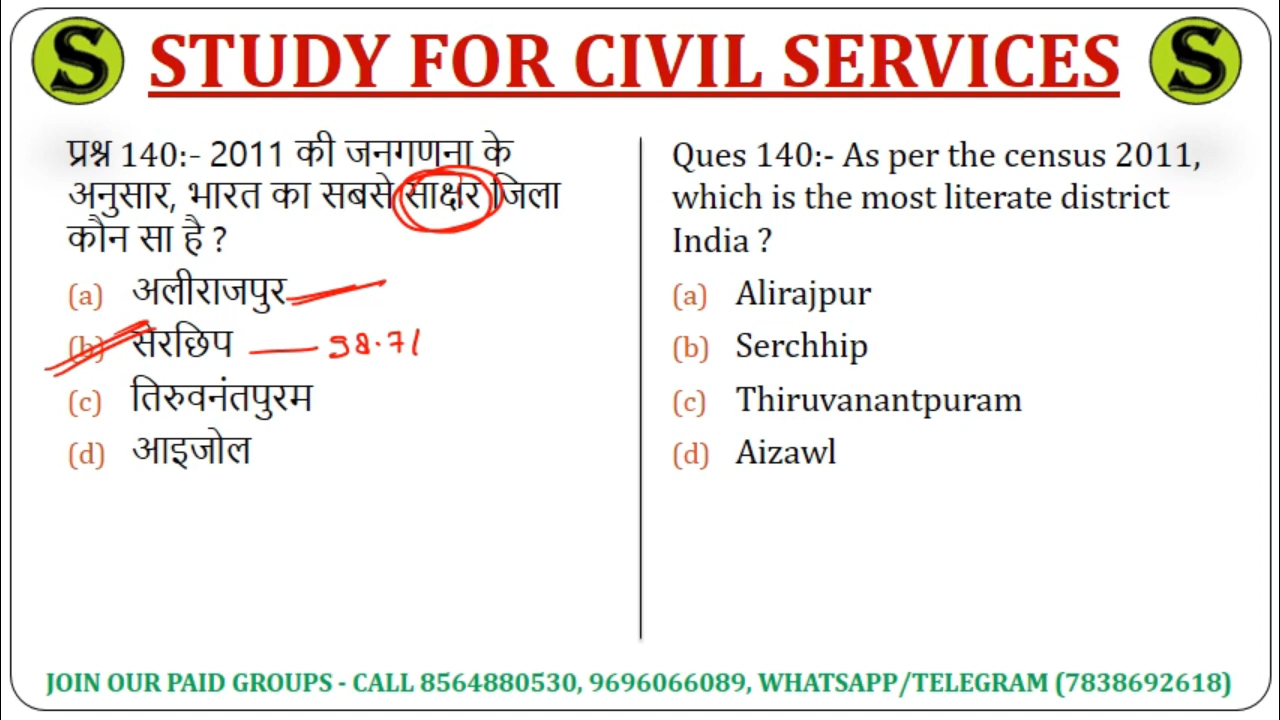 S STUDY FOR CIVIL SERVICES S
प्रश्न 140:- 2011 की जनगणना के
अनुसार, भारत का सबसे साक्षर जिला
कौन सा है ?
(a) अलीराजपुर
(b) सरछिप 98.76
(c) तिरुवनंतपुरम
(d) आइजोल
Ques 140:- As per the census 2011,
which is the most literate district
India ?
(a) Alirajpur
(b) Serchhip
(c) Thiruvanantpuram
(d) Aizawl
JOIN OUR PAID GROUPS - CALL 8564880530, 9696066089, WHATSAPP/TELEGRAM (7838692618)